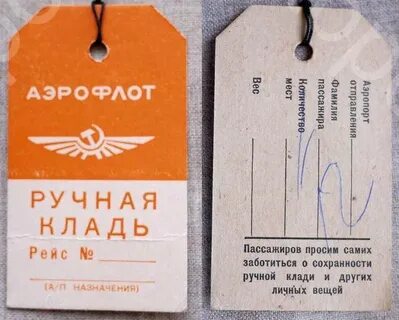 АЭРОФЛОТ
РУЧНАЯ
КЛАДЬ
Рейс №
(А/П НАЗНАЧЕНИЯ)
Аэропорт
отправления
Фамилия
пассажира
Количество
мест
Вес
Пассажиров просим самих
заботиться о сохранности
ручной клади и других
личных вещей